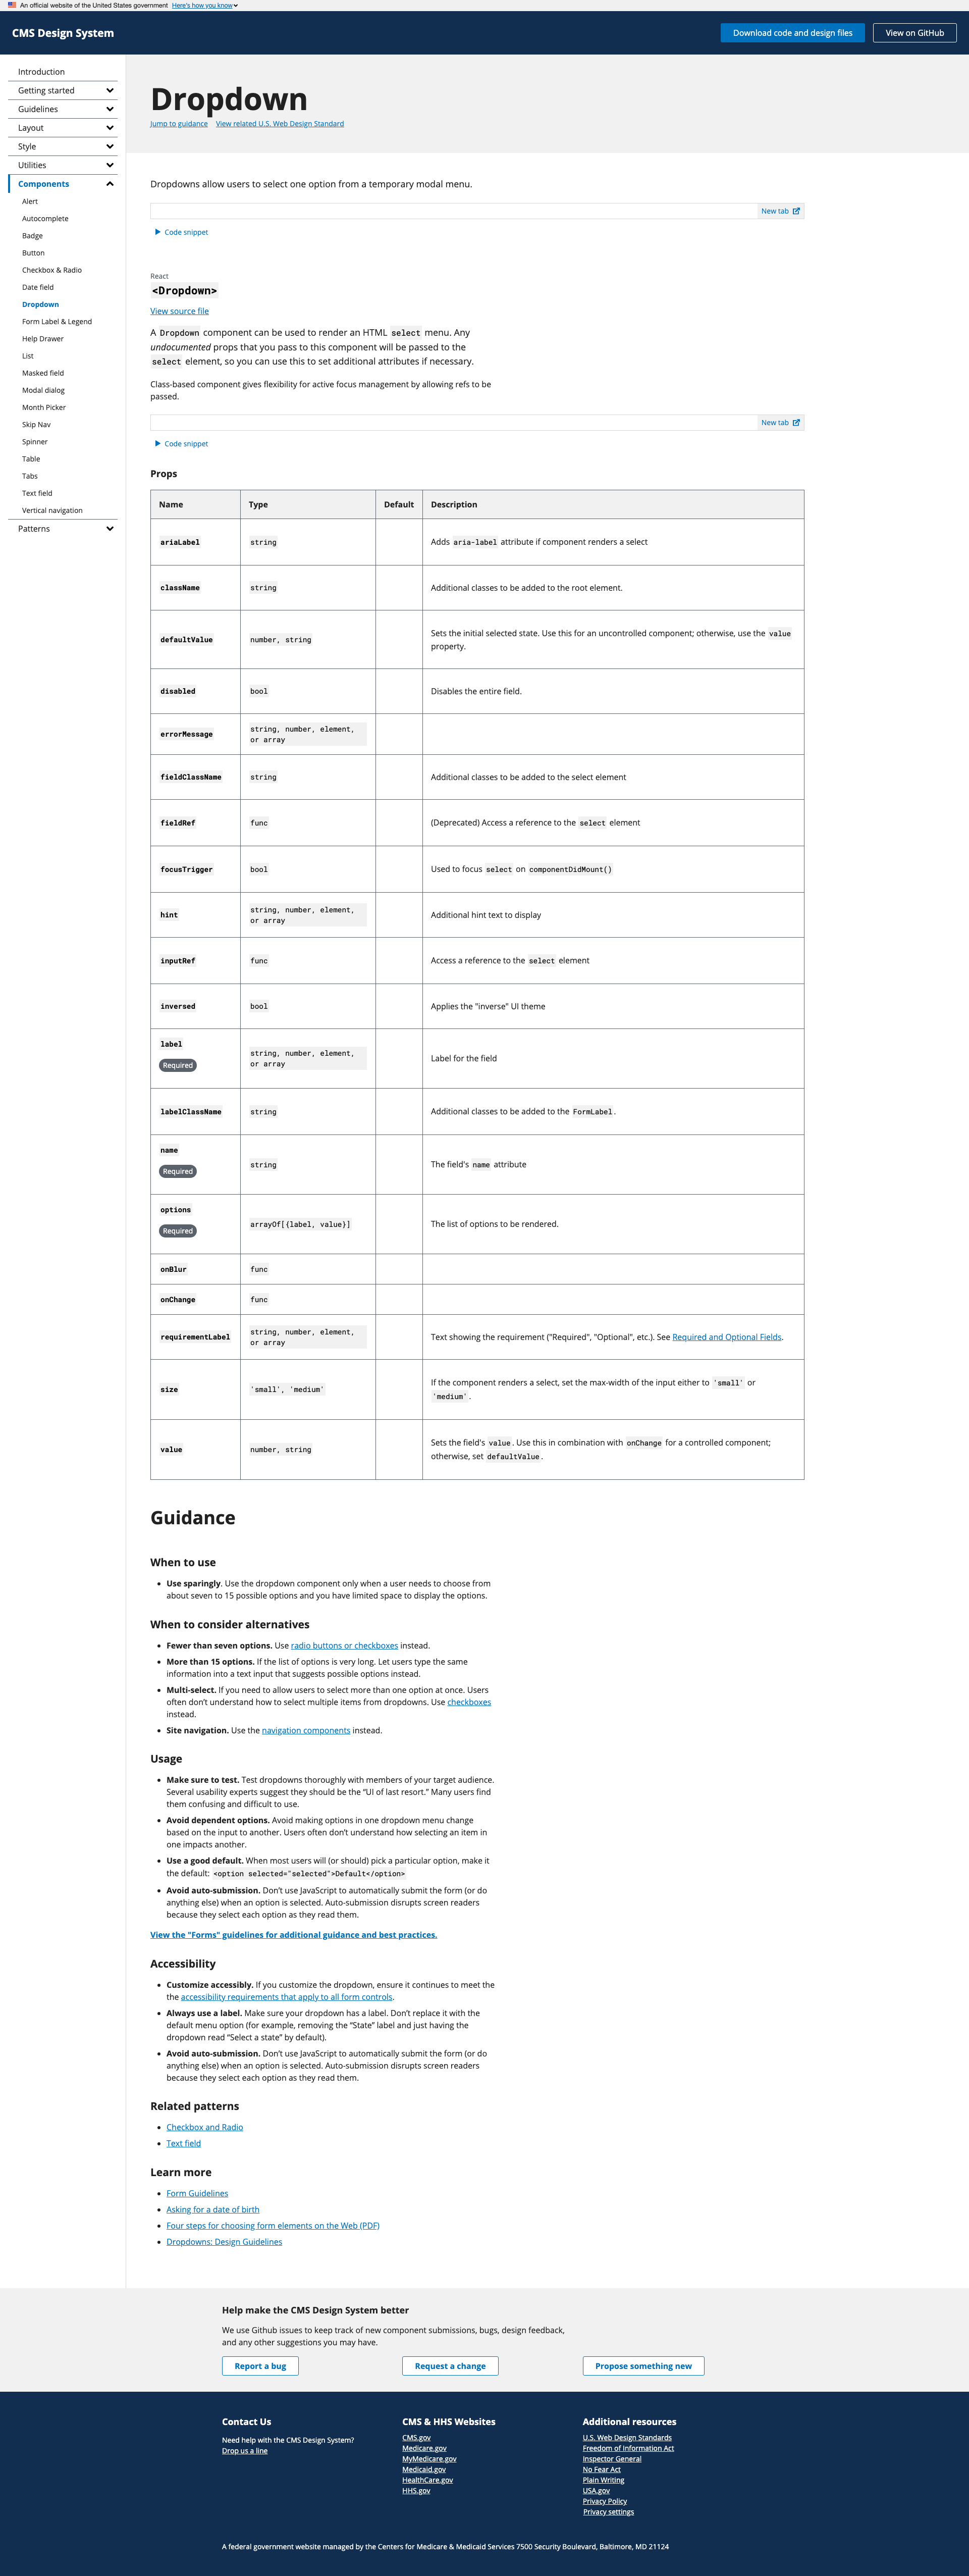 An official website of the United States government Here's how you know
CMS Design System
Download code and design files
View on GitHub
Introduction
Getting started
Guidelines
Layout
Style
Utilities
Components
Alert
Autocomplete
Badge
Button
Checkbox & Radio
Date field
Dropdown
Form Label & Legend
Help Drawer
List
Masked field
Modal dialog
Month Picker
Skip Nav
Spinner
Table
Tabs
Text field
Vertical navigation
Patterns
Dropdown
Jump to guidance View related U.S. Web Design Standard
Dropdowns allow users to select one option from a temporary modal menu.
New tab
Code snippet
React
<Dropdown>
View source file
A Dropdown component can be used to render an HTML select menu. Any
undocumented props that you pass to this component will be passed to the
select element, so you can use this to set additional attributes if necessary.
Class-based component gives flexibility for active focus management by allowing refs to be
passed.
New tab
Code snippet
Props
Name Type Default Description
ariaLabel string Adds aria-label attribute if component renders a select
className string Additional classes to be added to the root element.
defaultValue number, string Sets the initial selected state. Use this for an uncontrolled component; otherwise, use the value
property.
disabled bool Disables the entire field.
errorMessage string, number, element,
or array
fieldClassName string Additional classes to be added to the select element
fieldRef func (Deprecated) Access a reference to the select element
focusTrigger bool Used to focus select on componentDidMount()
hint string, number, element,
or array Additional hint text to display
inputRef func Access a reference to the select element
inversed bool Applies the "inverse" UI theme
label
Required
string, number, element,
or array
Label for the field
labelClassName string Additional classes to be added to the FormLabel.
name
Required
string The field's name attribute
options
Required
arrayOf[{label, value}] The list of options to be rendered.
onBlur func
onChange func
requirementLabel string, number, element,
or array Text showing the requirement ("Required", "Optional", etc.). See Required and Optional Fields.
size 'small', 'medium' If the component renders a select, set the max-width of the input either to 'small' or
'medium'.
value number, string Sets the field's value. Use this in combination with onChange for a controlled component;
otherwise, set defaultValue.
Guidance
When to use
• Use sparingly. Use the dropdown component only when a user needs to choose from
about seven to 15 possible options and you have limited space to display the options.
When to consider alternatives
• Fewer than seven options. Use radio buttons or checkboxes instead.
• More than 15 options. If the list of options is very long. Let users type the same
information into a text input that suggests possible options instead.
• Multi-select. If you need to allow users to select more than one option at once. Users
often don't understand how to select multiple items from dropdowns. Use checkboxes
instead.
• Site navigation. Use the navigation components instead.
Usage
• Make sure to test. Test dropdowns thoroughly with members of your target audience.
Several usability experts suggest they should be the “UI of last resort.” Many users find
them confusing and difficult to use.
• Avoid dependent options. Avoid making options in one dropdown menu change
based on the input to another. Users often don’t understand how selecting an item in
one impacts another.
• Use a good default. When most users will (or should) pick a particular option, make it
the default: <option selected="selected">Default</option>
• Avoid auto-submission. Don’t use JavaScript to automatically submit the form (or do
anything else) when an option is selected. Auto-submission disrupts screen readers
because they select each option as they read them.
View the "Forms" guidelines for additional guidance and best practices.
Accessibility
• Customize accessibly. If you customize the dropdown, ensure it continues to meet the
the accessibility requirements that apply to all form controls.
• Always use a label. Make sure your dropdown has a label. Don’t replace it with the
default menu option (for example, removing the “State” label and just having the
dropdown read “Select a state” by default).
• Avoid auto-submission. Don’t use JavaScript to automatically submit the form (or do
anything else) when an option is selected. Auto-submission disrupts screen readers
because they select each option as they read them.
Related patterns
• Checkbox and Radio
• Text field
Learn more
• Form Guidelines
• Asking for a date of birth
• Four steps for choosing form elements on the Web (PDF)
• Dropdowns: Design Guidelines
Help make the CMS Design System better
We use Github issues to keep track of new component submissions, bugs, design feedback,
and any other suggestions you may have.
Report a bug Request a change Propose something new
Contact Us
Need help with the CMS Design System?
Drop us a line
CMS & HHS Websites
CMS.gov
Medicare.gov
MyMedicare.gov
Medicaid.gov
HealthCare.gov
HHS.gov
Additional resources
U.S. Web Design Standards
Freedom of Information Act
Inspector General
No Fear Act
Plain Writing
USA.gov
Privacy Policy
Privacy settings
A federal government website managed by the Centers for Medicare & Medicaid Services 7500 Security Boulevard, Baltimore, MD 21124